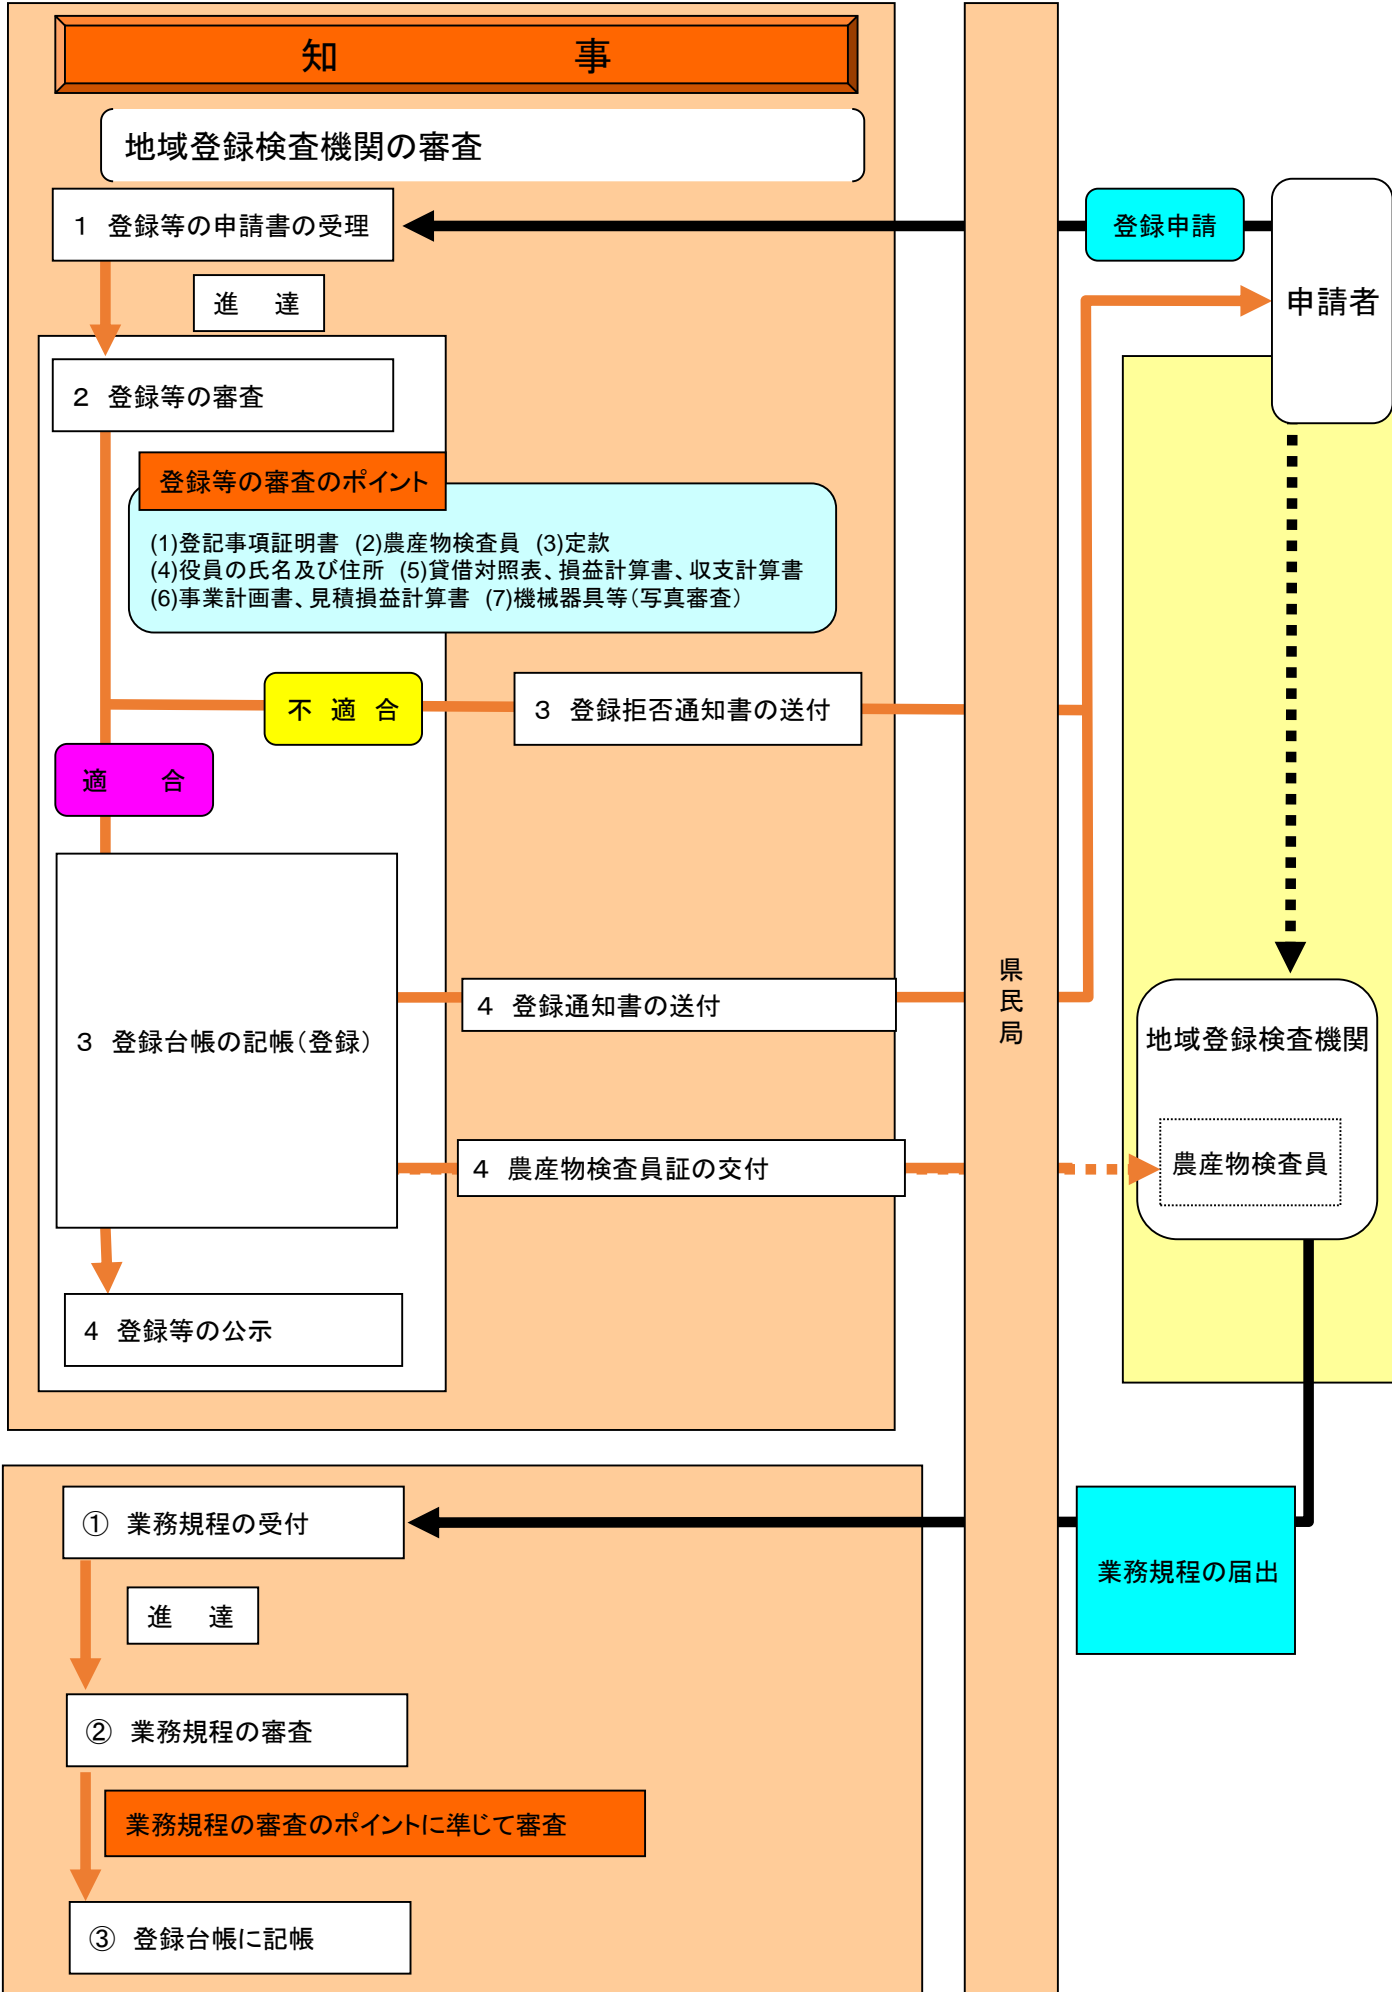 知　事
地域登録検査機関の審査
１ 登録等の申請書の受理
登録申請
申請者
進 達
２ 登録等の審査
登録等の審査のポイント
(1)登記事項証明書 (2)農産物検査員 (3)定款
(4)役員の氏名及び住所 (5)貸借対照表、損益計算書、収支計算書
(6)事業計画書、見積損益計算書 (7)機械器具等（写真審査）
不 適 合
３ 登録拒否通知書の送付
適 合
３ 登録台帳の記帳（登録）
４ 登録通知書の送付
県
民
局
地域登録検査機関
４ 農産物検査員証の交付
農産物検査員
４ 登録等の公示
① 業務規程の受付
業務規程の届出
進 達
② 業務規程の審査
業務規程の審査のポイントに準じて審査
③ 登録台帳に記帳